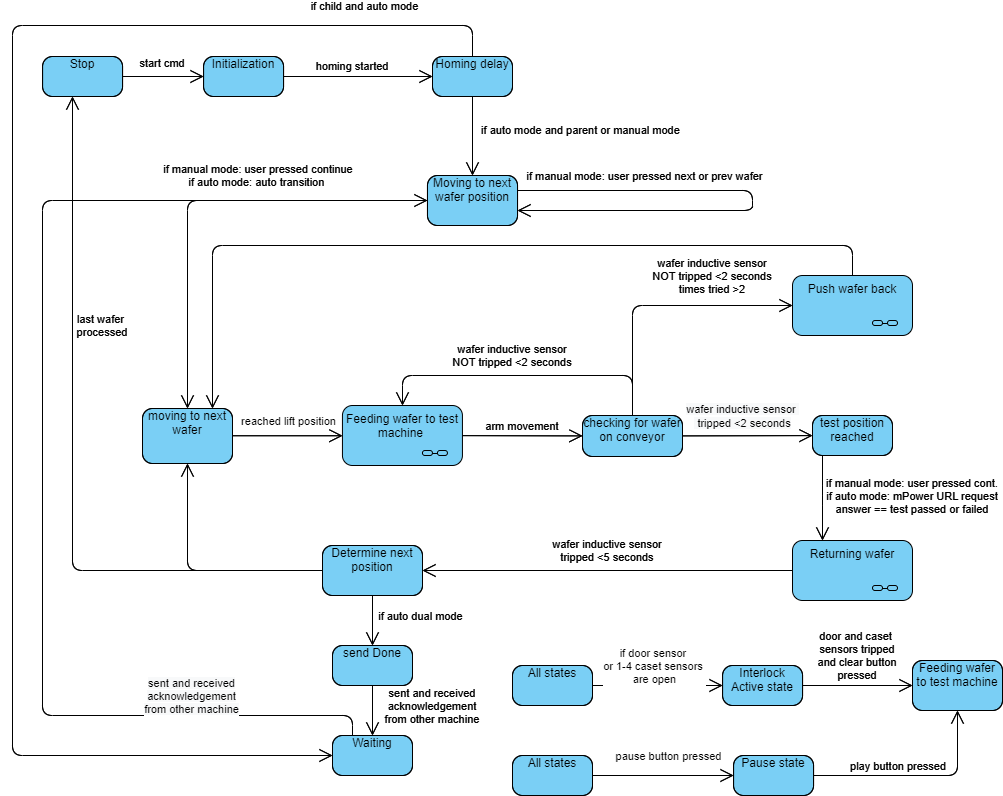 if child and auto mode
Stop
start cmd
Initialization
homing started
Homing delay
if auto mode and parent or manual mode
if manual mode: user pressed continue
if auto mode: auto transition
Moving to next
wafer position
if manual mode: user pressed next or prev wafer
wafer inductive sensor
NOT tripped <2 seconds
times tried >2
Push wafer back
last wafer
processed
wafer inductive sensor
NOT tripped <2 seconds
moving to next
wafer
reached lift position
Feeding wafer to test
machine
arm movement
checking for wafer
on conveyor
wafer inductive sensor
tripped <2 seconds
test position
reached
if manual mode: user pressed cont.
if auto mode: mPower URL request
answer == test passed or failed
Determine next
position
wafer inductive sensor
tripped <5 seconds
Returning wafer
if auto dual mode
send Done
sent and received
acknowledgement
from other machine
sent and received
acknowledgement
from other machine
Waiting
All states
if door sensor
or 1-4 caset sensors
are open
Interlock
Active state
door and caset
sensors tripped
and clear button
pressed
Feeding wafer
to test machine
All states
pause button pressed
Pause state
play button pressed